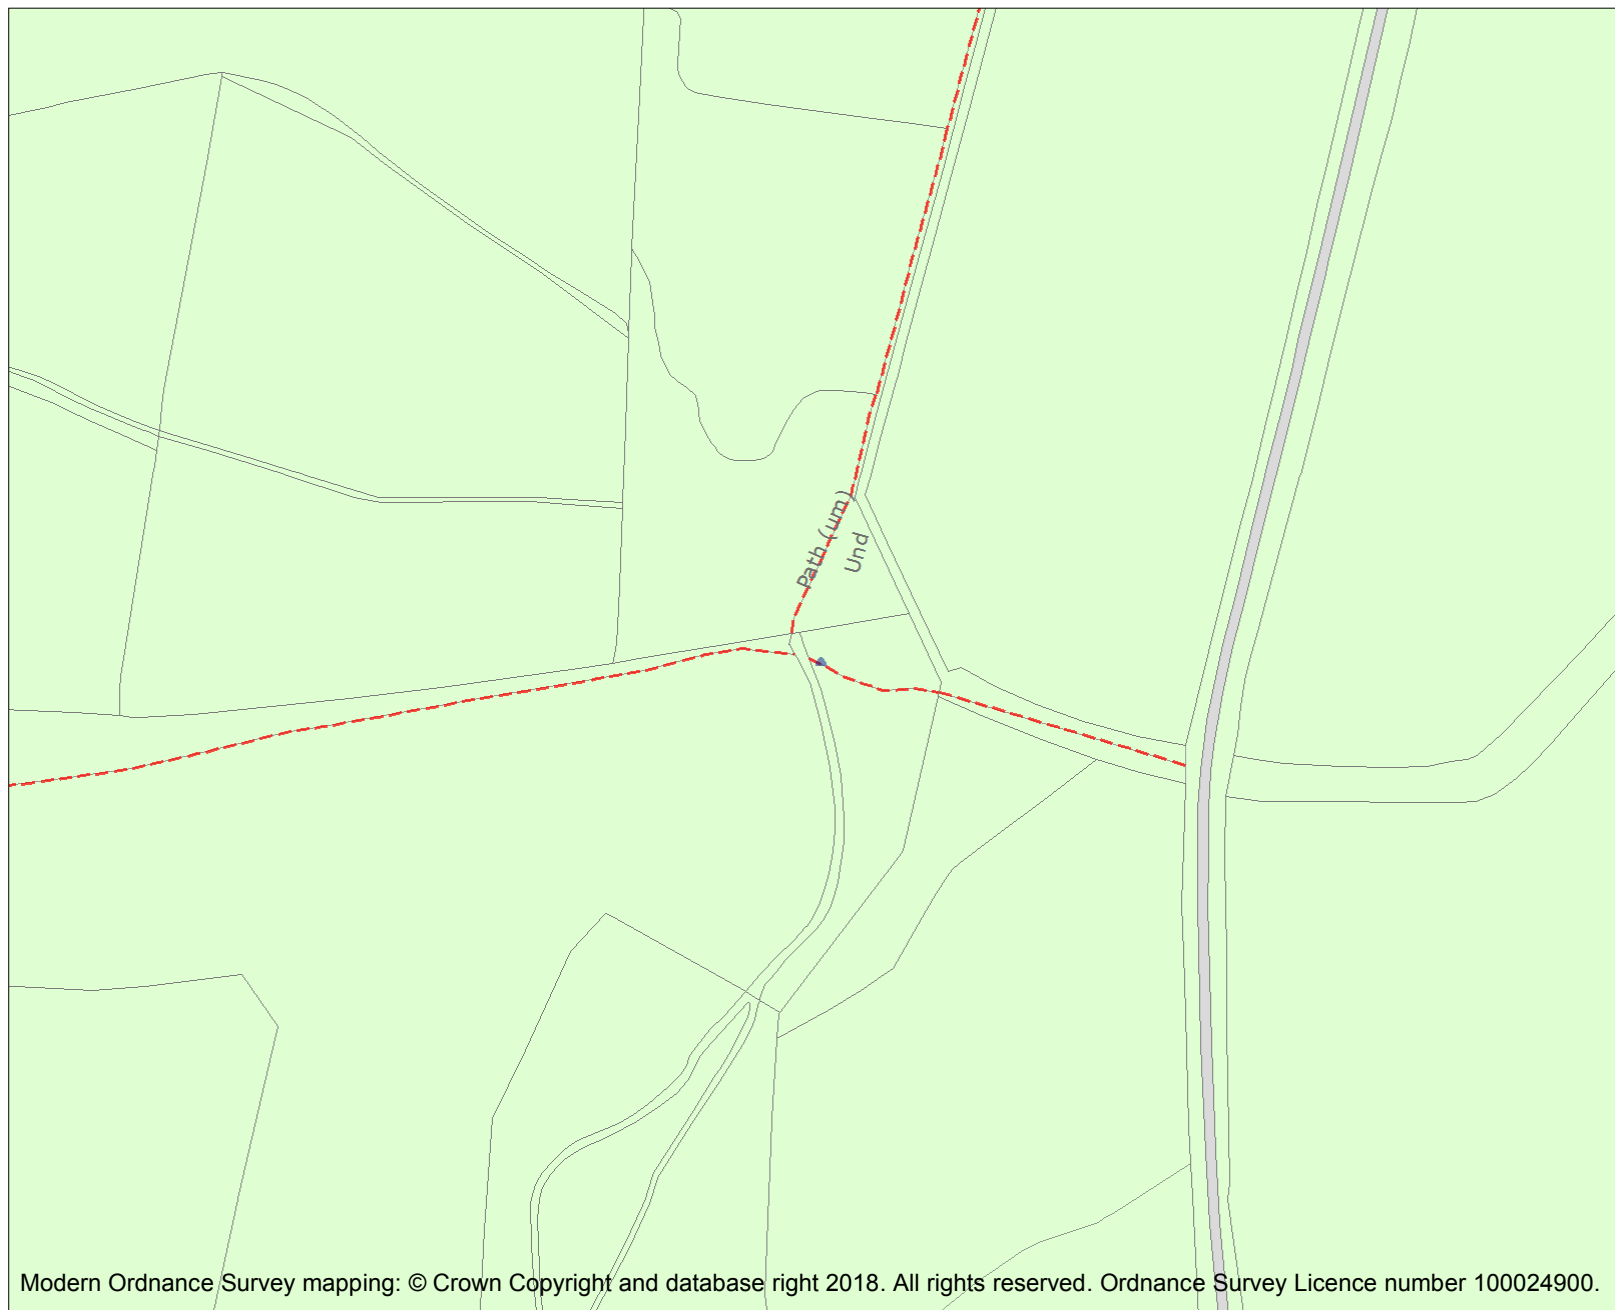 Path (um)
Und
Modern Ordnance Survey mapping: © Crown Copyright and database right 2018. All rights reserved. Ordnance Survey Licence number 100024900.